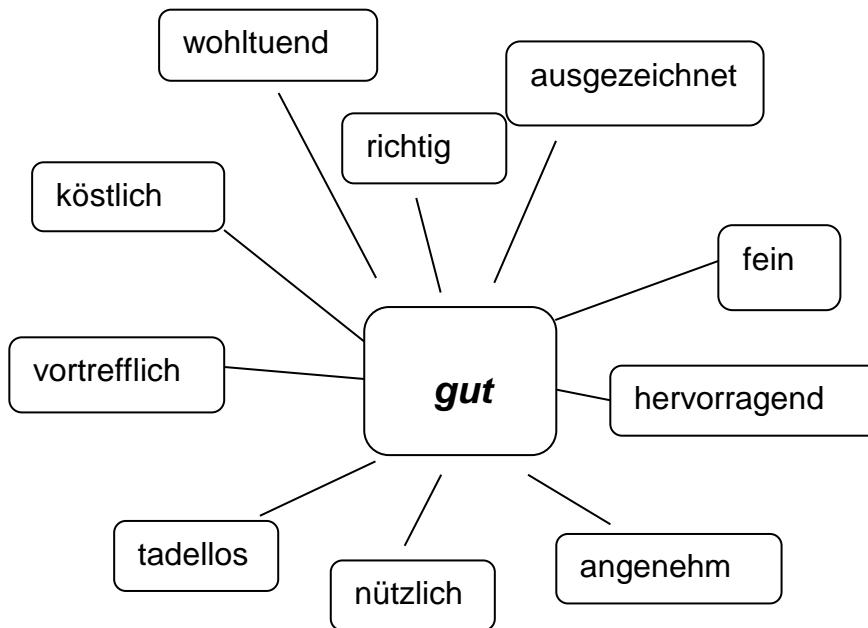 wohltuend
ausgezeichnet
richtig
köstlich
fein
vortrefflich
gut
hervorragend
tadellos
nützlich
angenehm